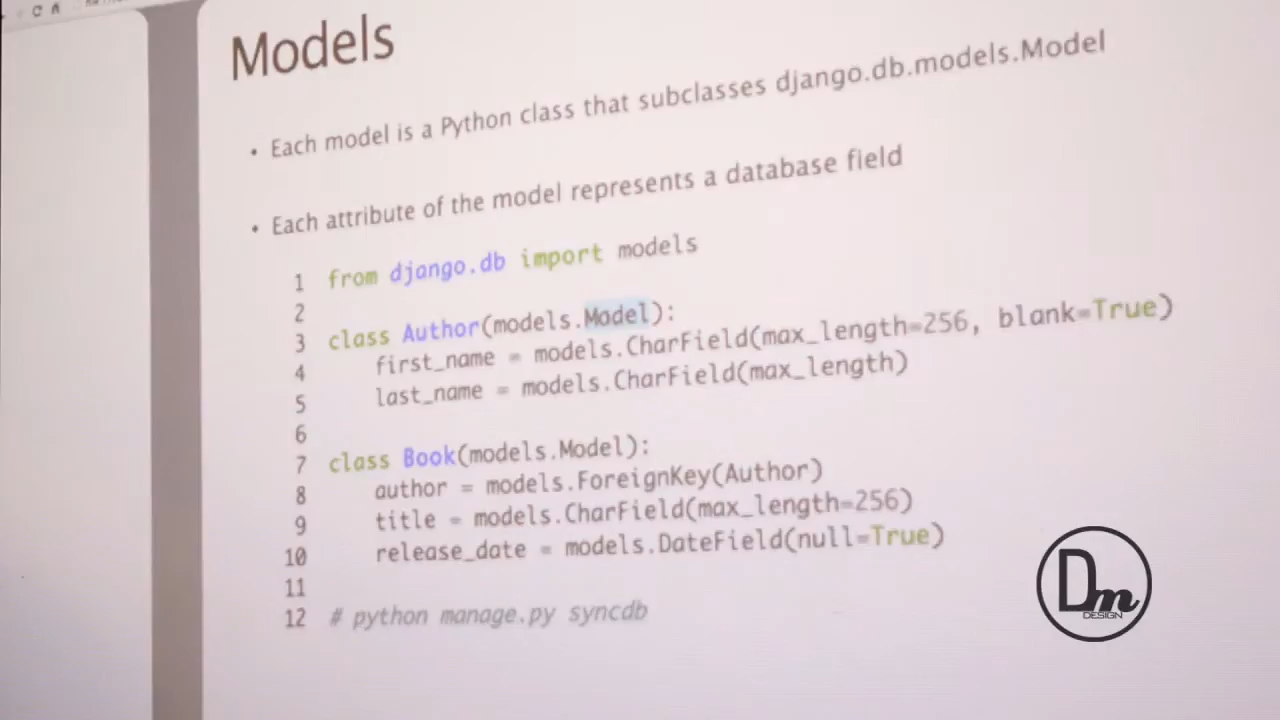 Models
• Each model is a Python class that subclasses django.db.models.Model
• Each attribute of the model represents a database field
1 from django.db import models
2
3 class Author(models.Model):
4 first_name = models.CharField(max_length=256, blank=True)
5 last_name = models.CharField(max_length)
6
7 class Book(models.Model):
8 author = models.ForeignKey(Author)
9 title = models.CharField(max_length=256)
10 release_date = models.DateField(null=True)
11
12 # python manage.py syncdb
Dm
DESIGN